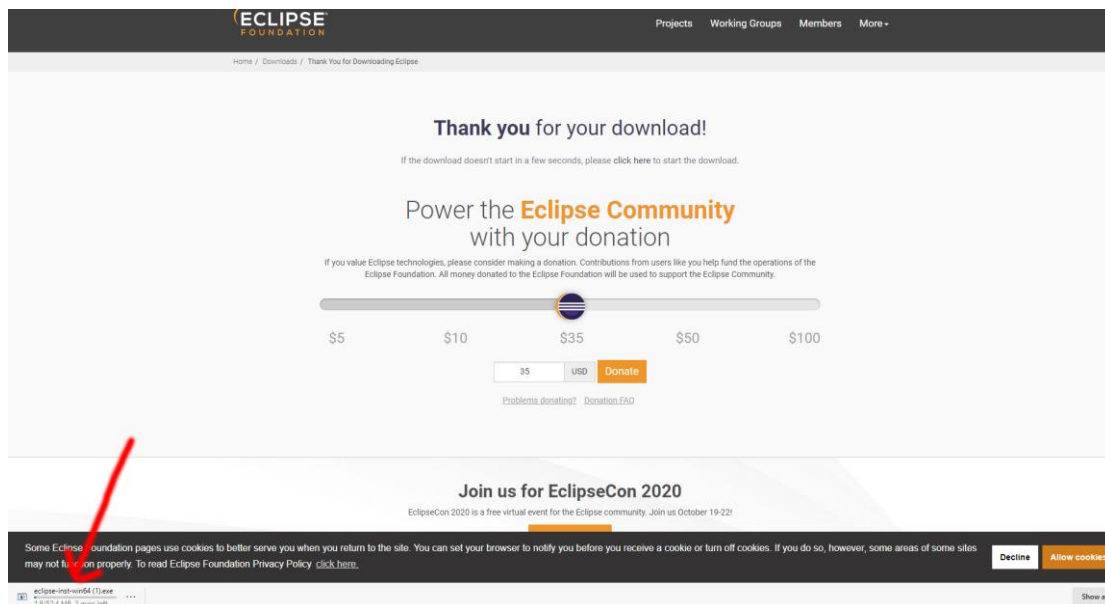 ECLIPSE
FOUNDATION
Projects Working Groups Members More
Home / Downloads / Thank You for Downloading Eclipse
Thank you for your download!
If the download doesn't start in a few seconds, please click here to start the download.
Power the Eclipse Community
with your donation
If you value Eclipse technologies, please consider making a donation. Contributions from users like you help fund the operations of the
Eclipse Foundation. All money donated to the Eclipse Foundation will be used to support the Eclipse Community.
$5 $10 $35 $50 $100
35 USD Donate
Problems donating? Donation FAQ
Join us for EclipseCon 2020
EclipseCon 2020 is a free virtual event for the Eclipse community. Join us October 19-22!
Some Eclipse Foundation pages use cookies to better serve you when you return to the site. You can set your browser to notify you before you receive a cookie or turn off cookies. If you do so, however, some areas of some sites
may not function properly. To read Eclipse Foundation Privacy Policy click here.
Decline Allow cookies
eclipse-inst-win64 (1).exe
Show a